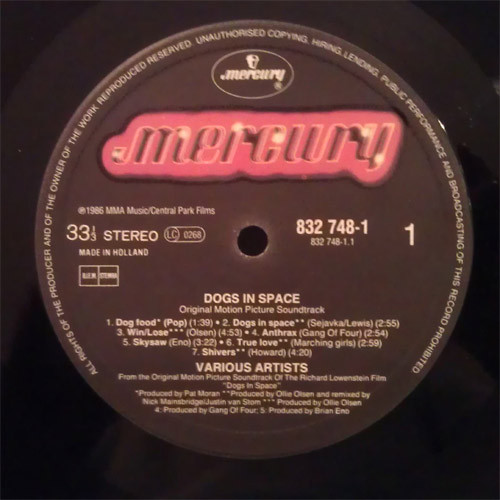 ALL RIGHTS OF THE PRODUCER AND OF THE OWNER OF THE WORK REPRODUCED RESERVED. UNAUTHORISED COPYING, HIRING, LENDING, PUBLIC PERFORMANCE AND BROADCASTING OF THIS RECORD PROHIBITED
mercury
®
mercury
℗1986 MMA Music/Central Park Films
33 1/3 STEREO LC 0268
MADE IN HOLLAND
B.I.E.M. STEMRA
832 748-1
832 748-1.1
1
DOGS IN SPACE
Original Motion Picture Soundtrack
1. Dog food* (Pop) (1:39) • 2. Dogs in space** (Sejavka/Lewis) (2:55)
3. Win/Lose*** (Olsen) (4:53) • 4. Anthrax (Gang of Four) (2:54)
5. Skysaw (Eno) (3:22) • 6. True love** (Marching girls) (2:59)
7. Shivers** (Howard) (4:20)
VARIOUS ARTISTS
From the Original Motion Picture Soundtrack Of The Richard Lowenstein Film
"Dogs in Space"
*Produced by Pat Moran **Produced by Ollie Olsen and remixed by
Nick Mainsbridge/Justin van Stom ***Produced by Ollie Olsen
4: Produced by Gang of Four; 5: Produced by Brian Eno